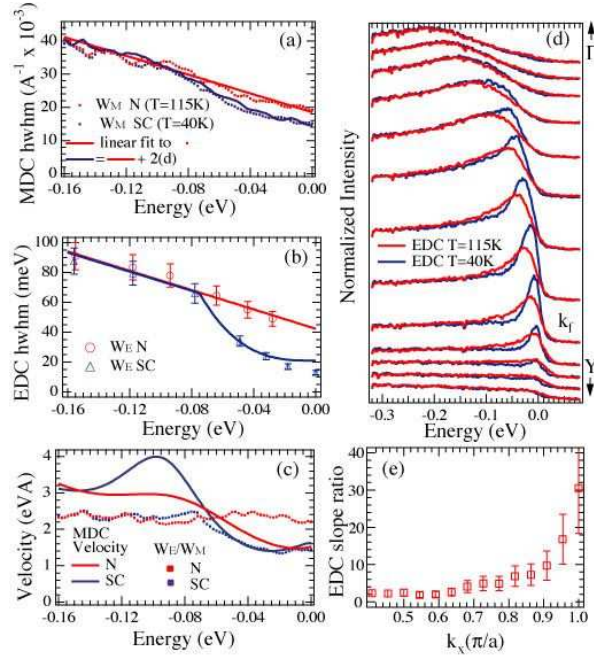 (a)
MDC hwhm (A⁻¹ x 10⁻³)
40
30
20
10
0
WM N (T=115K)
WM SC (T=40K)
linear fit to
= + 2(d)
-0.16 -0.12 -0.08 -0.04 0.00
Energy (eV)
(b)
EDC hwhm (meV)
100
80
60
40
20
0
WE N
WE SC
-0.16 -0.12 -0.08 -0.04 0.00
Energy (eV)
(c)
Velocity (eVA)
4
3
2
1
0
MDC
Velocity
N
SC
WE/WM
N
SC
-0.16 -0.12 -0.08 -0.04 0.00
Energy (eV)
(d)
Γ
Normalized Intensity
EDC T=115K
EDC T=40K
kf
Y
-0.3 -0.2 -0.1 0.0
Energy (eV)
(e)
EDC slope ratio
40
30
20
10
0
0.5 0.6 0.7 0.8 0.9 1.0
kx(π/a)